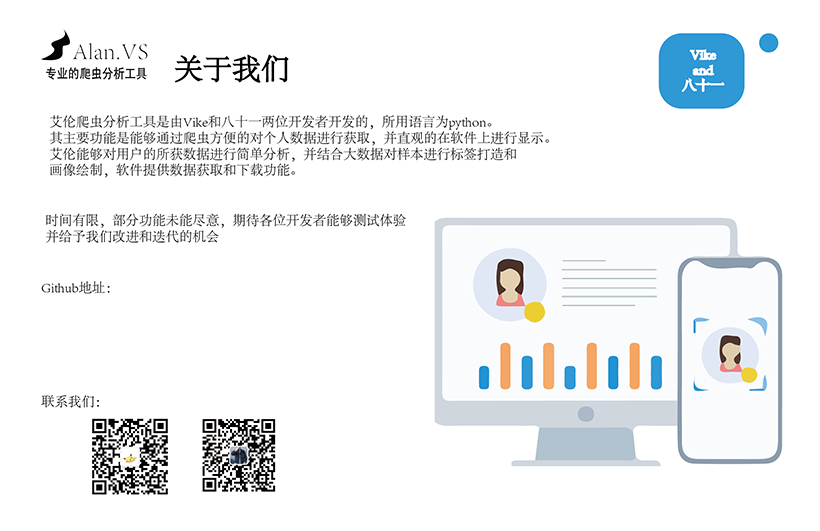 Alan.VS
专业的爬虫分析工具
关于我们
Vike
and
八十一
艾伦爬虫分析工具是由Vike和八十一两位开发者开发的，所用语言为python。
其主要功能是能够通过爬虫方便的对个人数据进行获取，并直观的在软件上进行显示。
艾伦能够对用户的所获数据进行简单分析，并结合大数据对样本进行标签打造和
画像绘制，软件提供数据获取和下载功能。
时间有限，部分功能未能尽意，期待各位开发者能够测试体验
并给予我们改进和迭代的机会
Github地址：
联系我们：